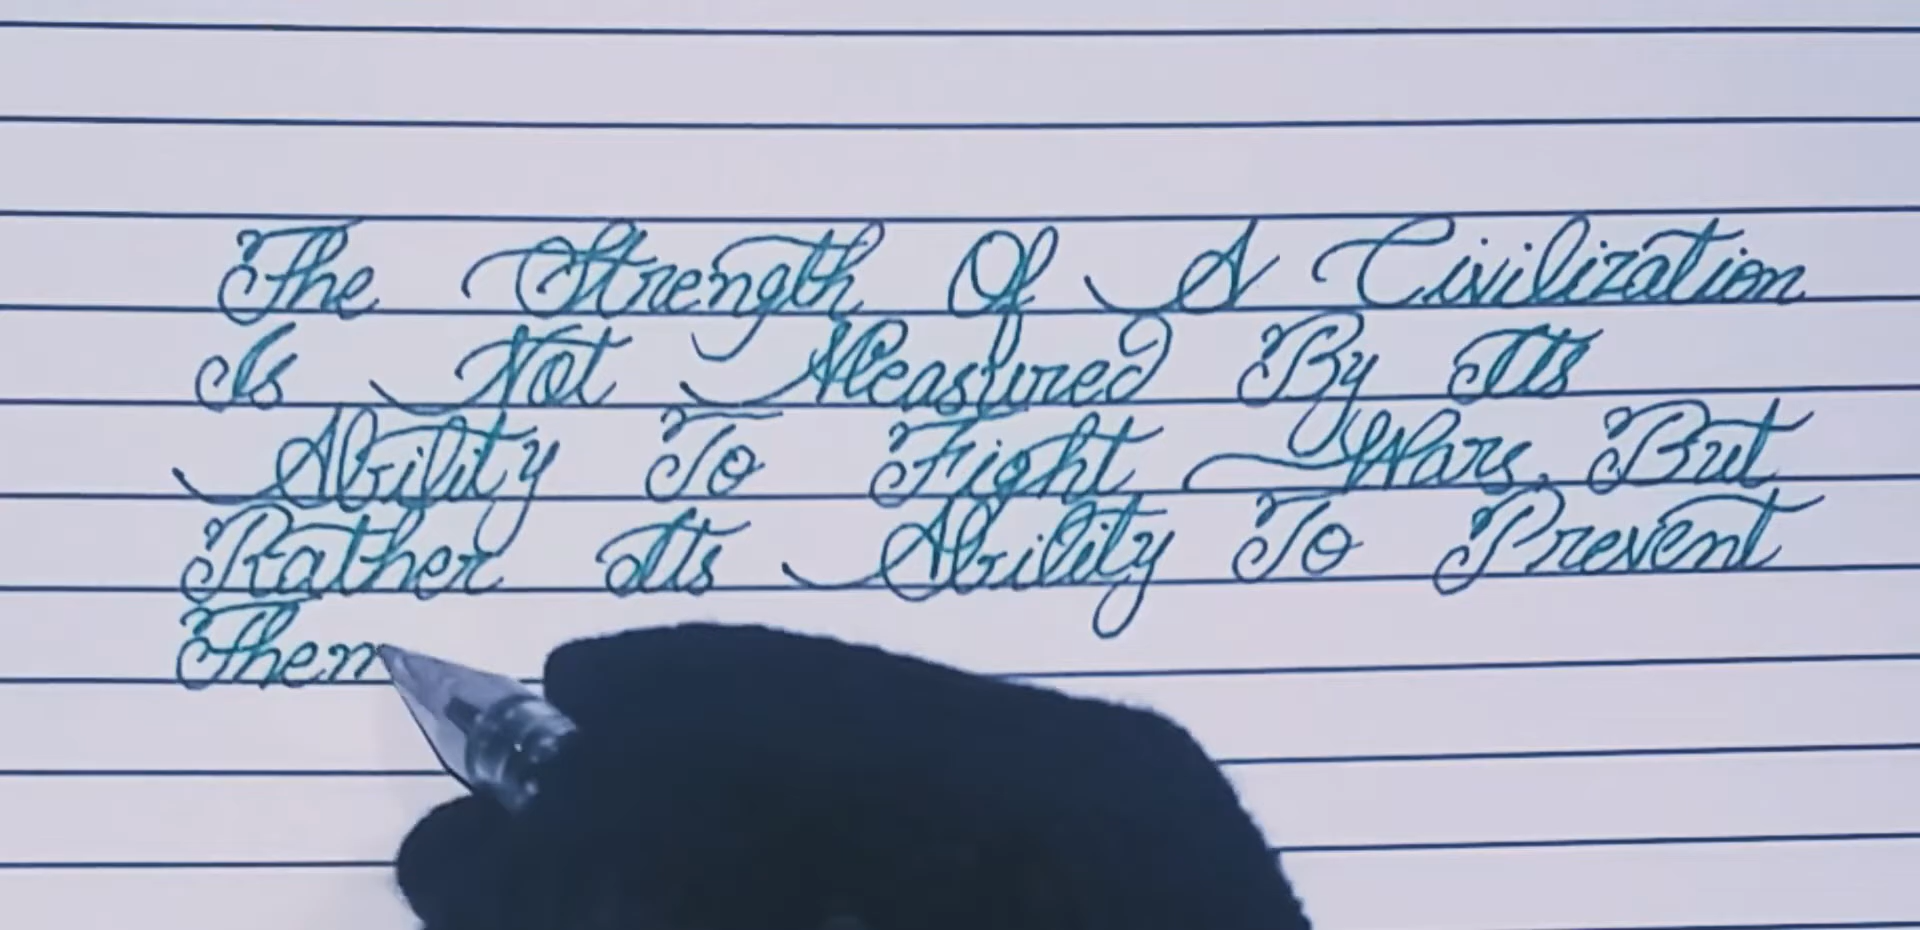 The Strength Of A Civilization
Is Not Measured By Its
Ability To Fight Wars, But
Rather Its Ability To Prevent
Them